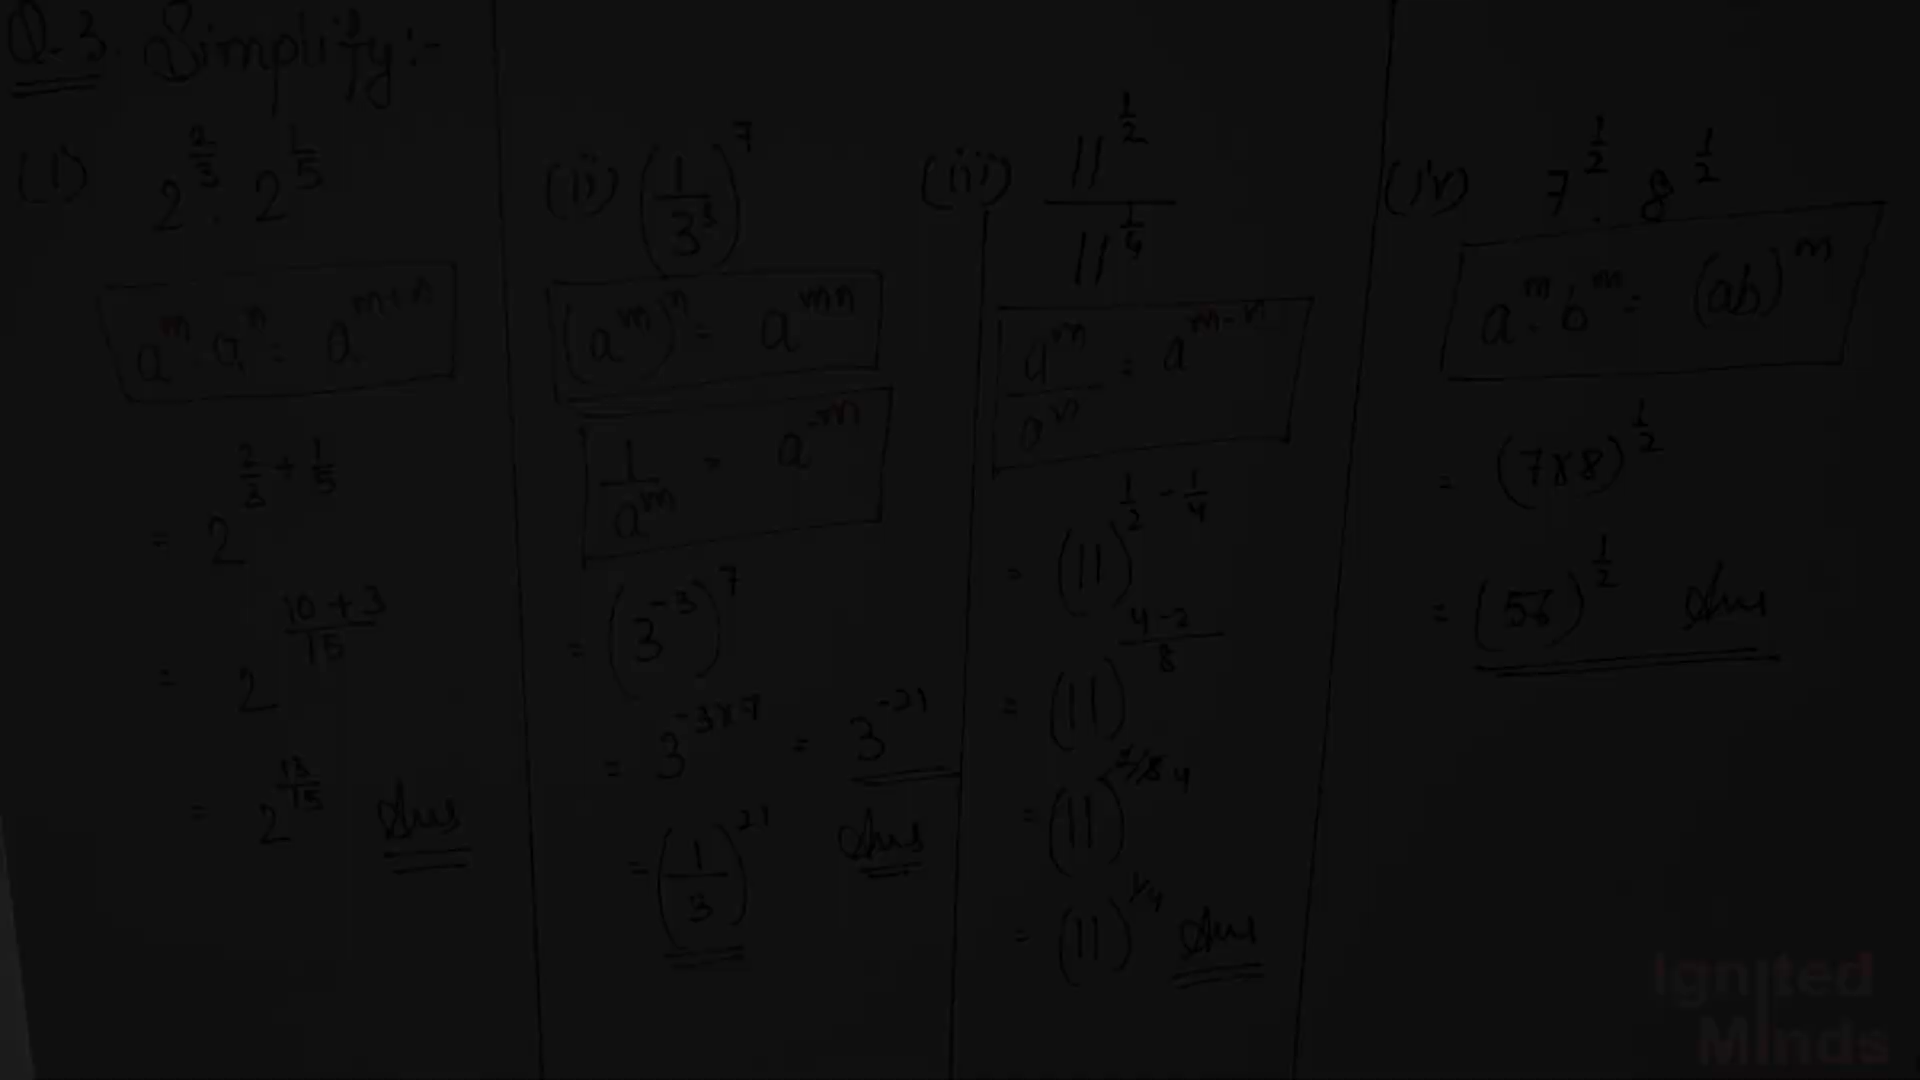 Q.3. Simplify:-
(i) 2^{2/3} . 2^{1/5}
a^m . a^n = a^{m+n}
= 2^{2/3 + 1/5}
= 2^{(10+3)/15}
= 2^{13/15} Ans
(ii) (1/3^3)^7
(a^m)^n = a^{mn}
1/a^m = a^{-m}
= (3^{-3})^7
= 3^{-3×7} = 3^{-21}
= (1/3)^{21} Ans
(iii) 11^{1/2} / 11^{1/4}
a^m / a^n = a^{m-n}
= (11)^{1/2 - 1/4}
= (11)^{(4-2)/8}
= (11)^{2/8 4}
= (11)^{1/4} Ans
(iv) 7^{1/2} . 8^{1/2}
a^m . b^m = (ab)^m
= (7×8)^{1/2}
= (56)^{1/2} Ans
Ignited
Minds